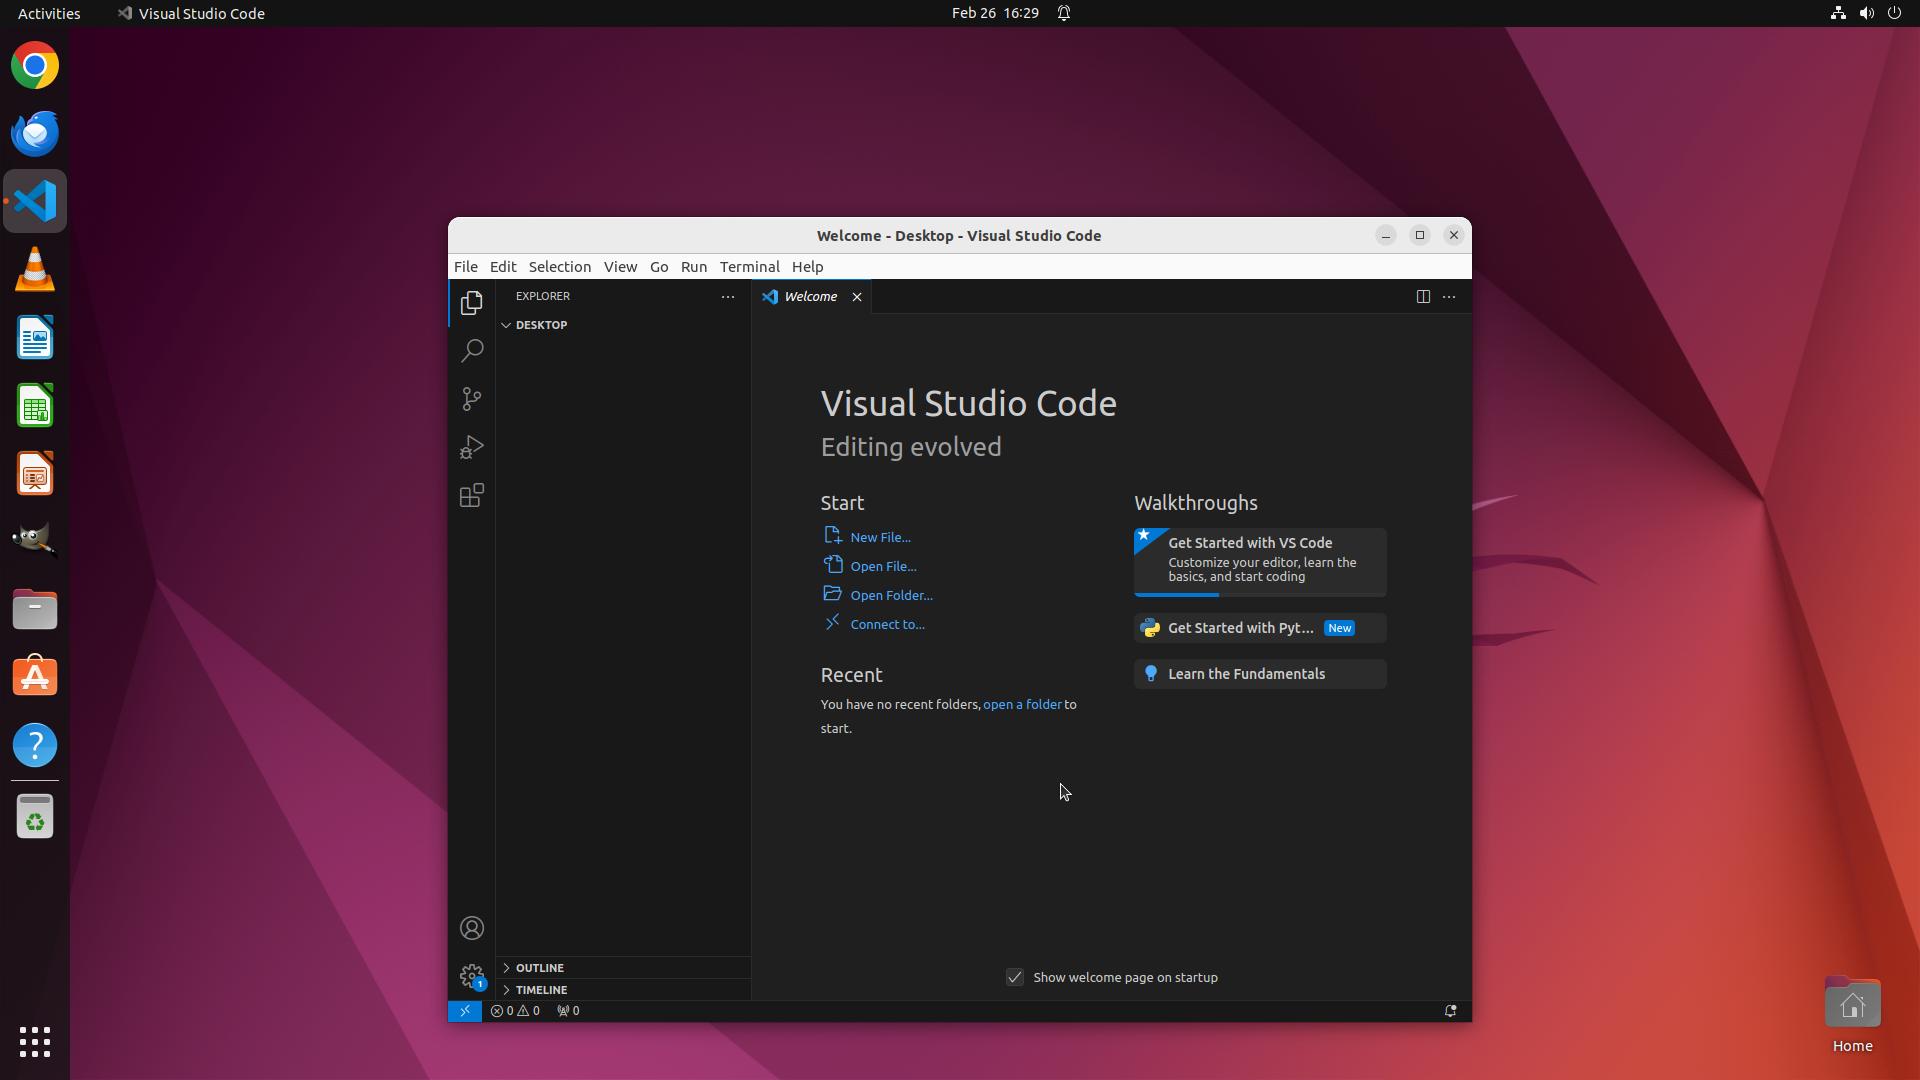 Activities
Visual Studio Code
Feb 26 16:29
Welcome - Desktop - Visual Studio Code
File Edit Selection View Go Run Terminal Help
EXPLORER
Welcome
DESKTOP
Visual Studio Code
Editing evolved
Start
New File...
Open File...
Open Folder...
Connect to...
Recent
You have no recent folders, open a folder to
start.
Walkthroughs
Get Started with VS Code
Customize your editor, learn the
basics, and start coding
Get Started with Pyt... New
Learn the Fundamentals
Show welcome page on startup
OUTLINE
TIMELINE
1
0 0 0
Home